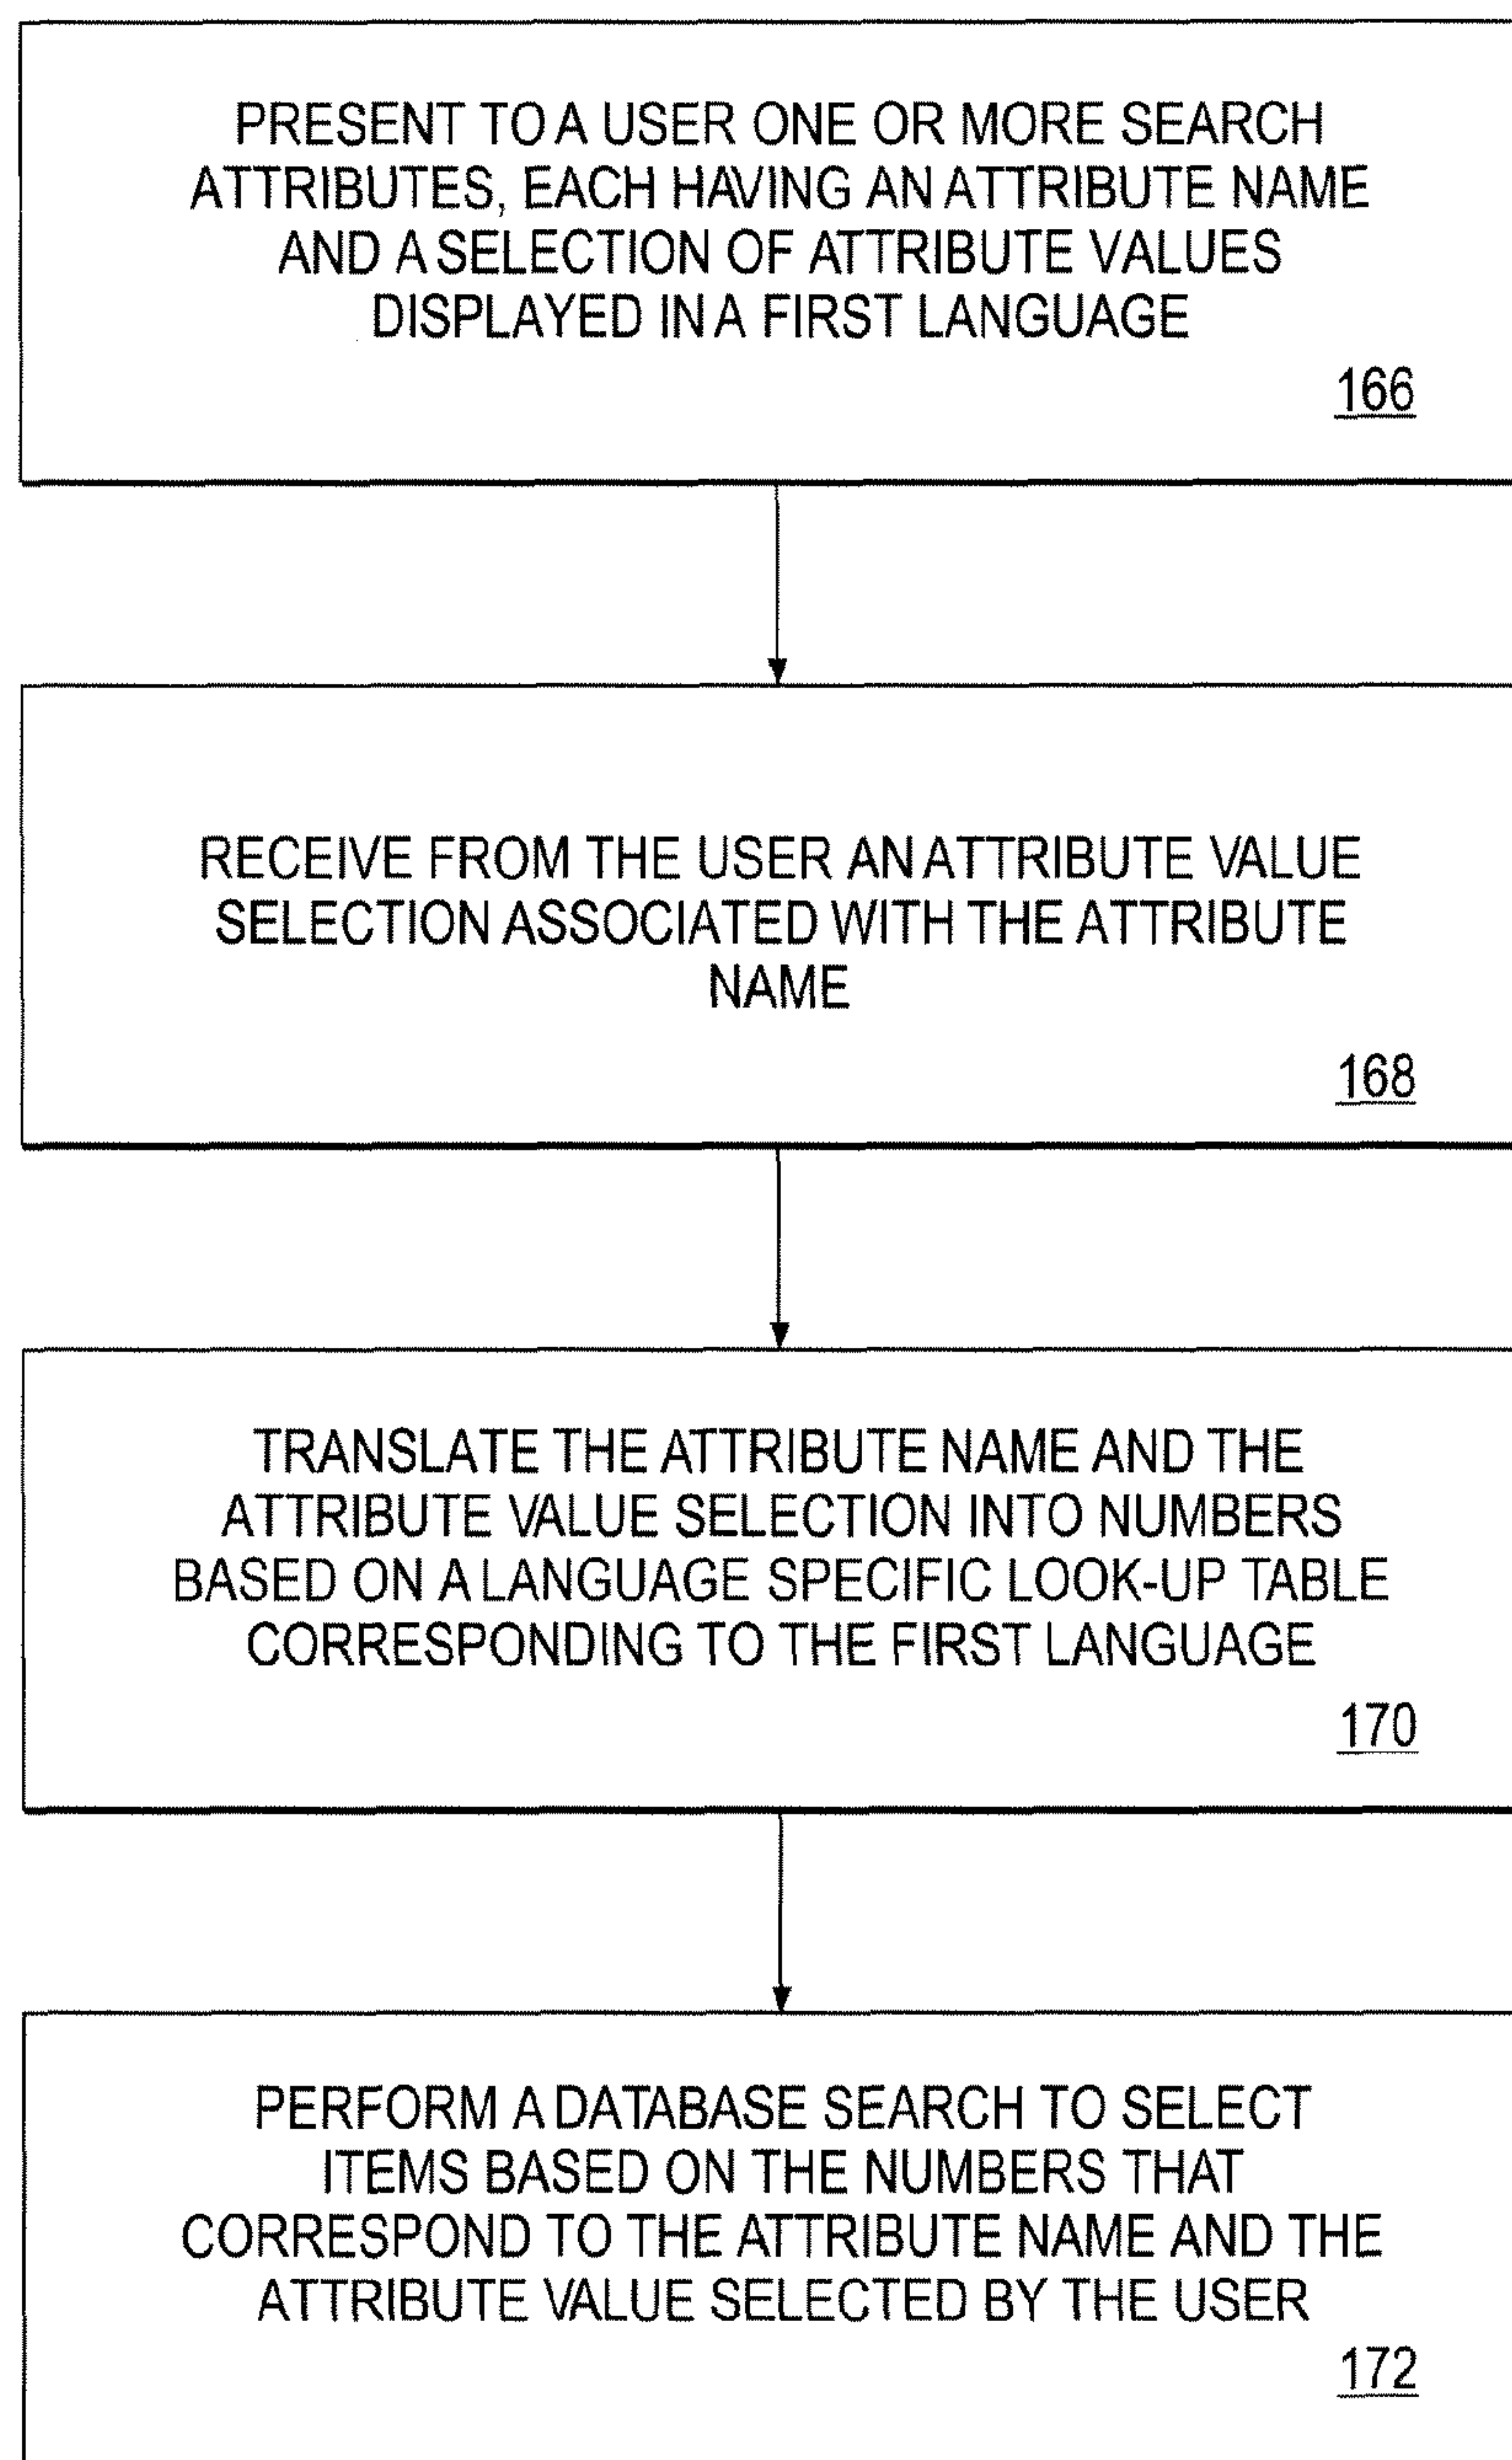 PRESENT TO A USER ONE OR MORE SEARCH
ATTRIBUTES, EACH HAVING AN ATTRIBUTE NAME
AND A SELECTION OF ATTRIBUTE VALUES
DISPLAYED IN A FIRST LANGUAGE
166
RECEIVE FROM THE USER AN ATTRIBUTE VALUE
SELECTION ASSOCIATED WITH THE ATTRIBUTE
NAME
168
TRANSLATE THE ATTRIBUTE NAME AND THE
ATTRIBUTE VALUE SELECTION INTO NUMBERS
BASED ON A LANGUAGE SPECIFIC LOOK-UP TABLE
CORRESPONDING TO THE FIRST LANGUAGE
170
PERFORM A DATABASE SEARCH TO SELECT
ITEMS BASED ON THE NUMBERS THAT
CORRESPOND TO THE ATTRIBUTE NAME AND THE
ATTRIBUTE VALUE SELECTED BY THE USER
172